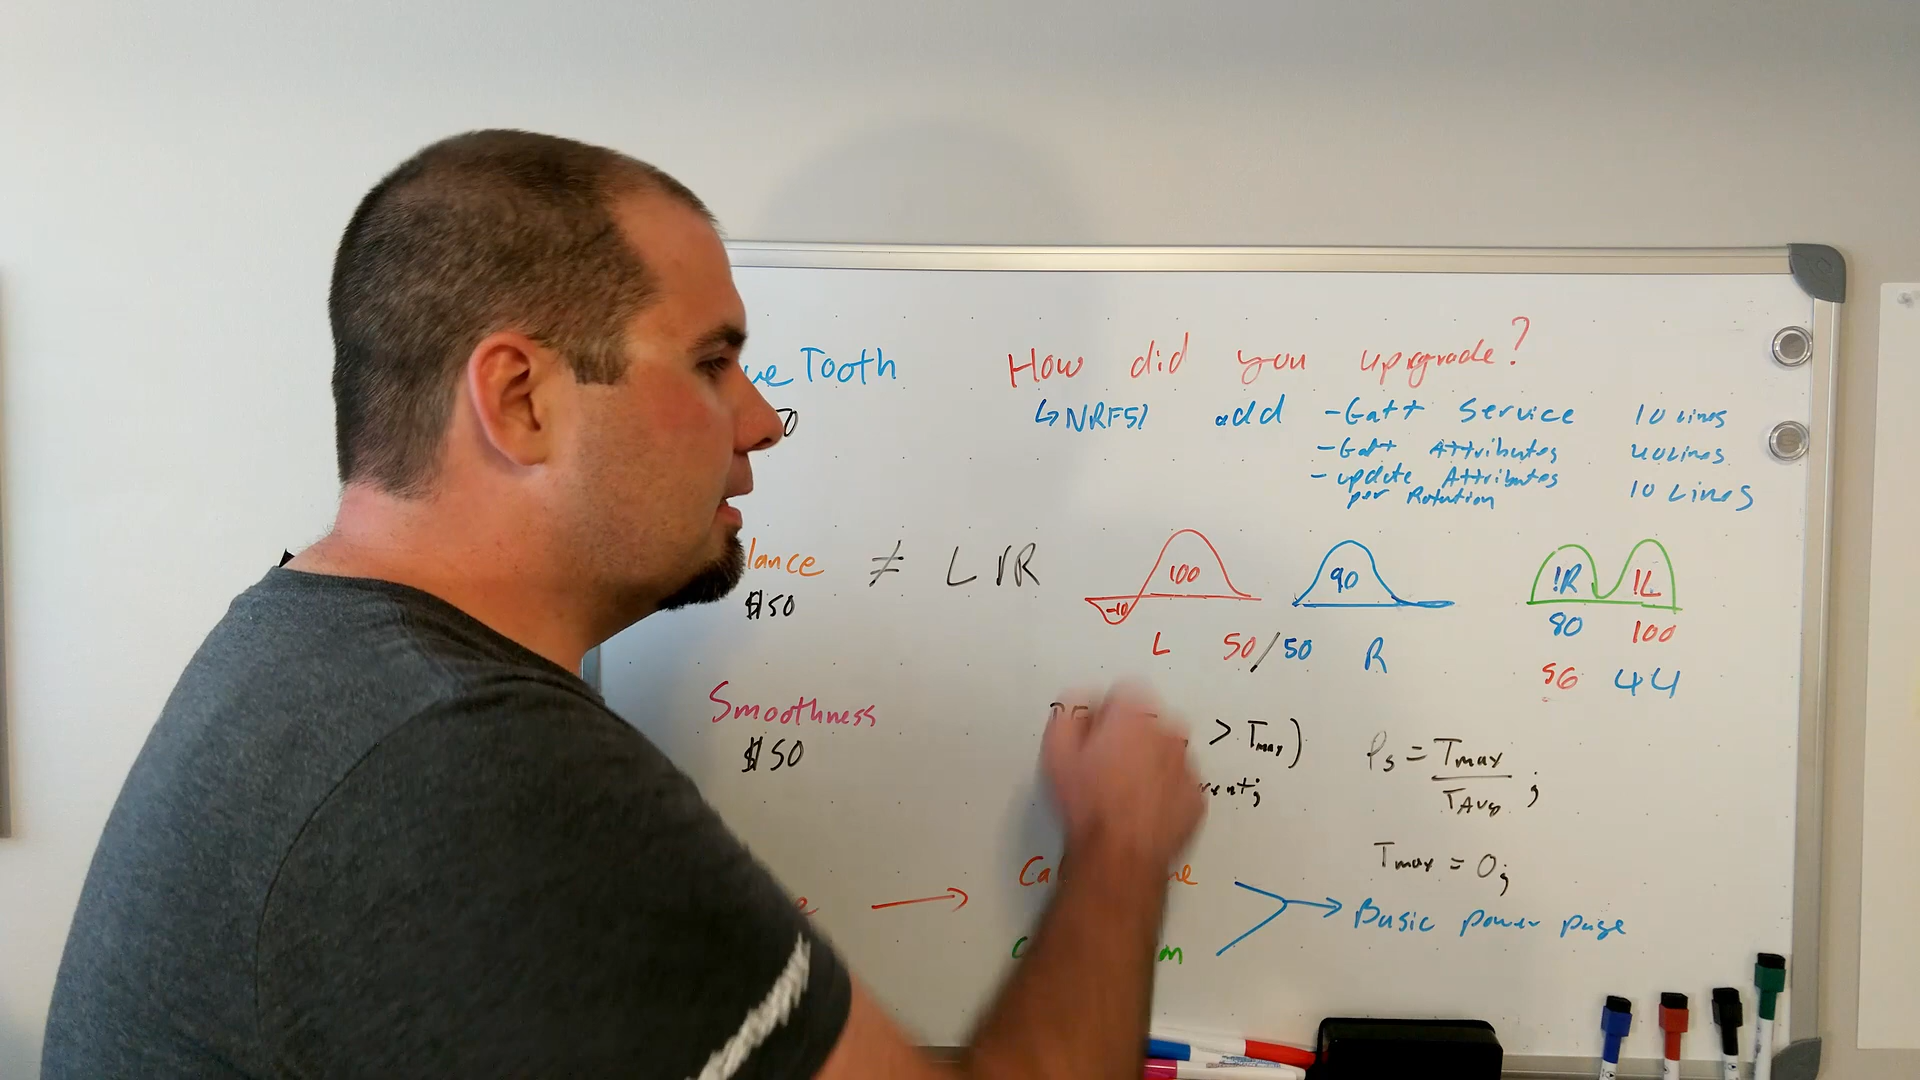 Tooth
How did you upgrade?
↳NRF51 add -Gatt Service 10 Lines
-Gatt Attributes 40 Lines
-update Attributes
per Rotation 10 Lines
lance ≠ L/R
$50
-10 100 90 !R !L
80 100
L 50/50 R
56 44
Smoothness
$50
> Tmax)
Ps = Tmax
TAvg ;
Tmax = 0;
Basic power page